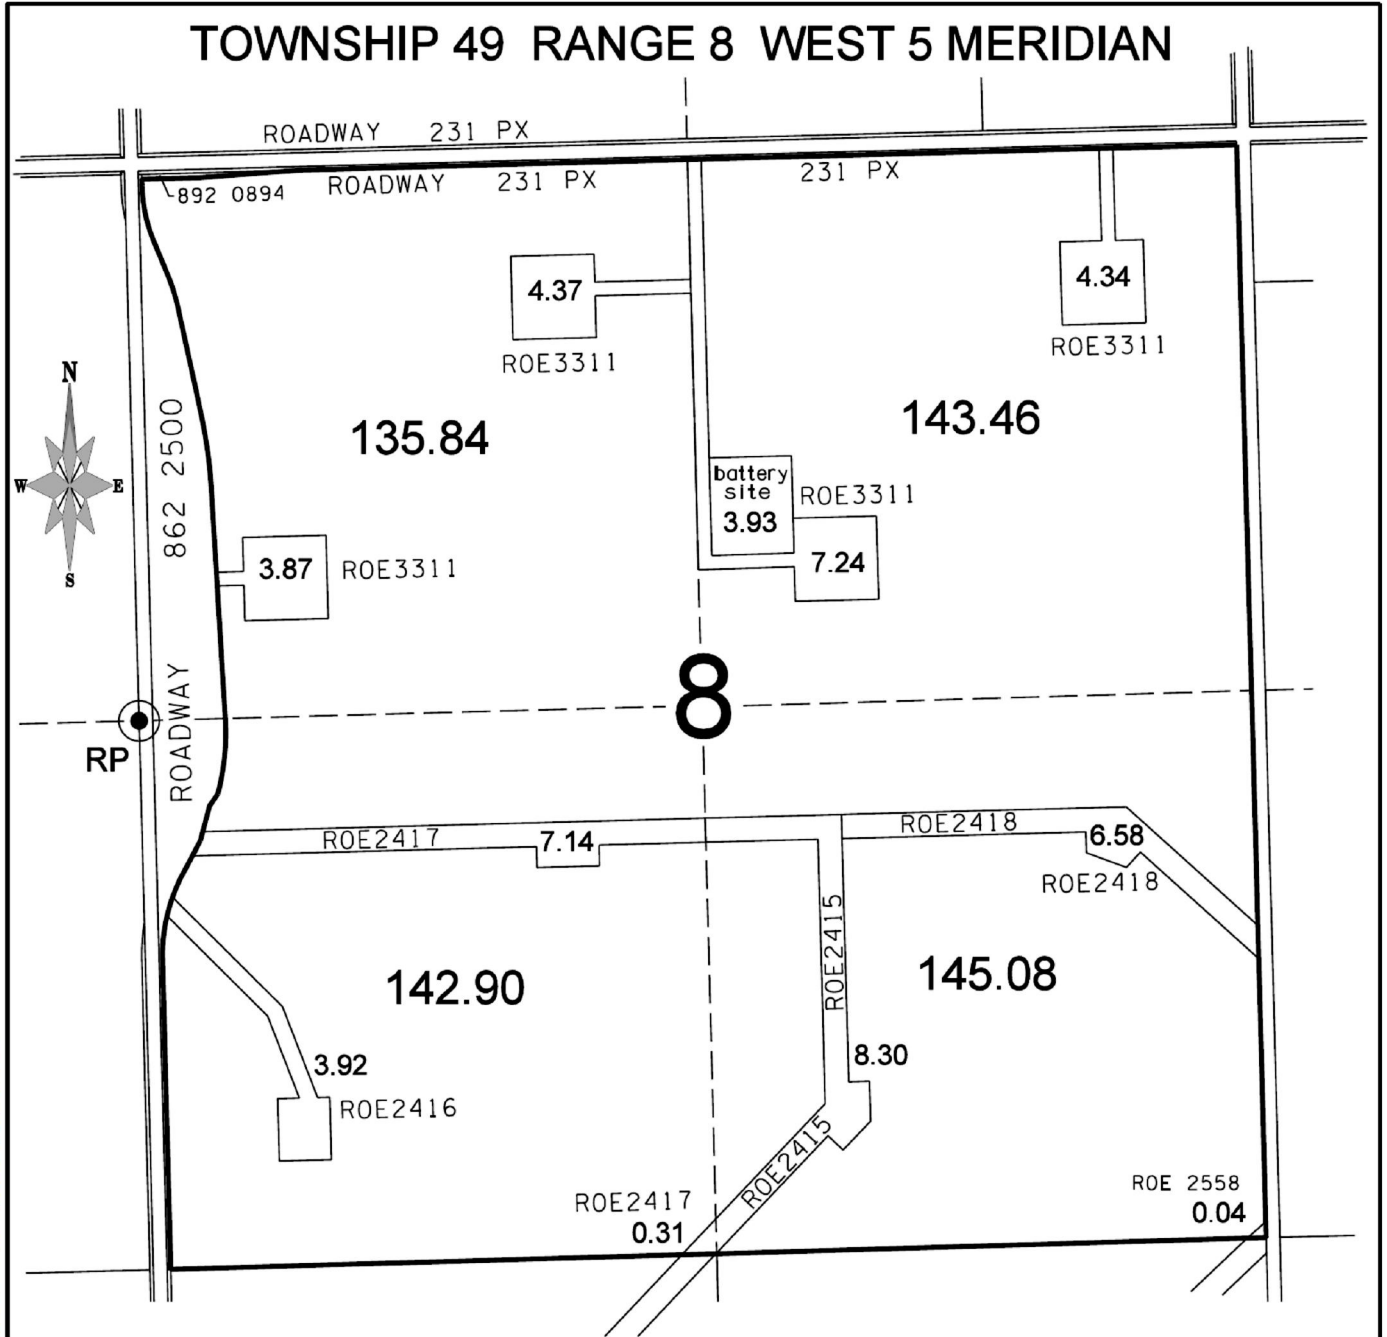 TOWNSHIP 49 RANGE 8 WEST 5 MERIDIAN
ROADWAY 231 PX
892 0894
ROADWAY 231 PX
231 PX
4.37
ROE3311
4.34
ROE3311
N
W E
S
862 2500
ROADWAY
135.84
143.46
battery
site
3.93
ROE3311
7.24
3.87
ROE3311
8
RP
ROE2417
7.14
ROE2418
6.58
ROE2418
ROE2415
142.90
145.08
3.92
ROE2416
8.30
ROE2415
ROE2417
0.31
ROE 2558
0.04